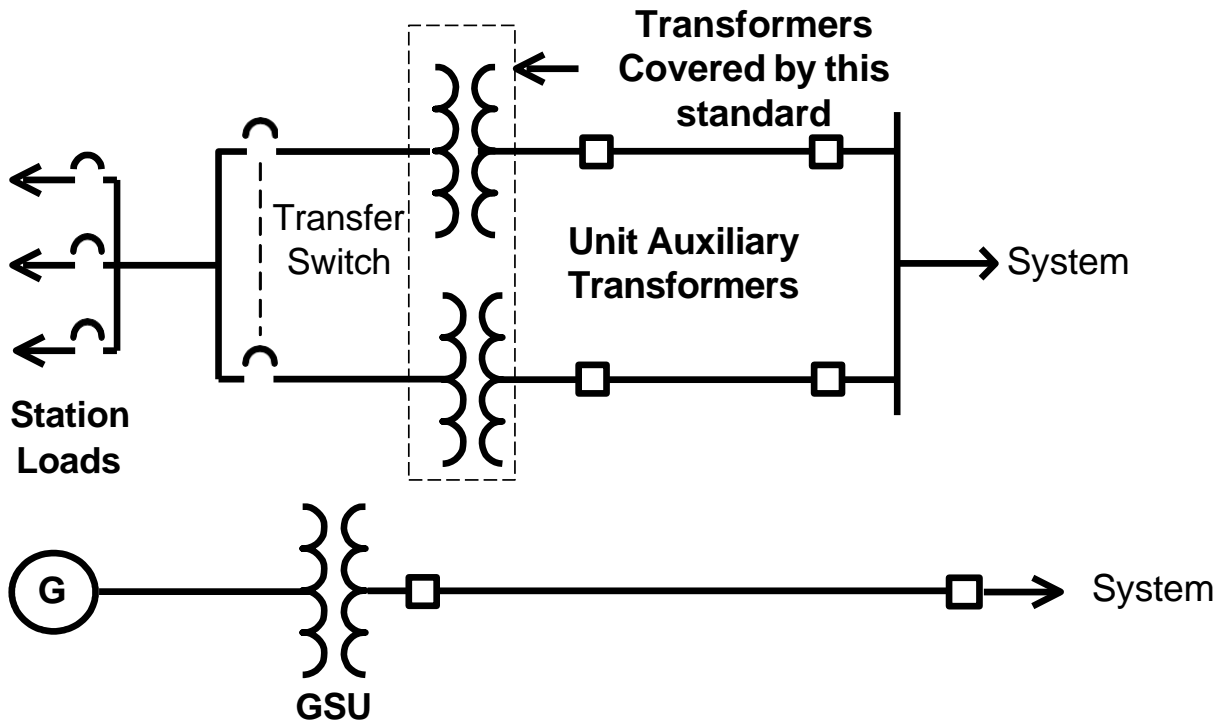 Transformers
Covered by this
standard
Transfer
Switch
Unit Auxiliary
Transformers
System
Station
Loads
G
System
GSU